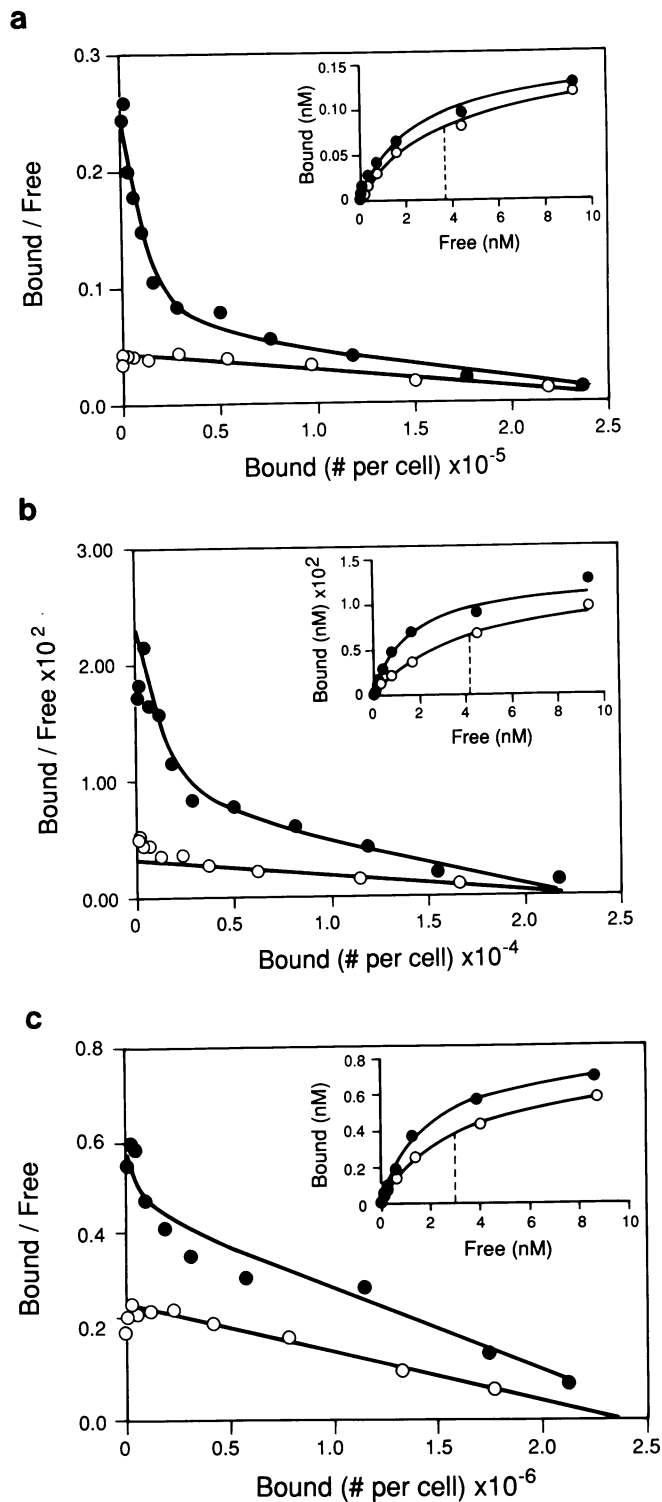 a
0.3
0.2
0.1
0.0
Bound / Free
0 0.5 1.0 1.5 2.0 2.5
Bound (# per cell) x10-5
0.15
0.10
0.05
0
Bound (nM)
0 2 4 6 8 10
Free (nM)
b
3.00
2.00
1.00
0.00
Bound / Free x10²
0 0.5 1.0 1.5 2.0 2.5
Bound (# per cell) x10-4
1.5
1.0
0.5
0
Bound (nM) x10²
0 2 4 6 8 10
Free (nM)
c
0.8
0.6
0.4
0.2
0.0
Bound / Free
0 0.5 1.0 1.5 2.0 2.5
Bound (# per cell) x10-6
0.8
0.6
0.4
0.2
0
Bound (nM)
0 2 4 6 8 10
Free (nM)